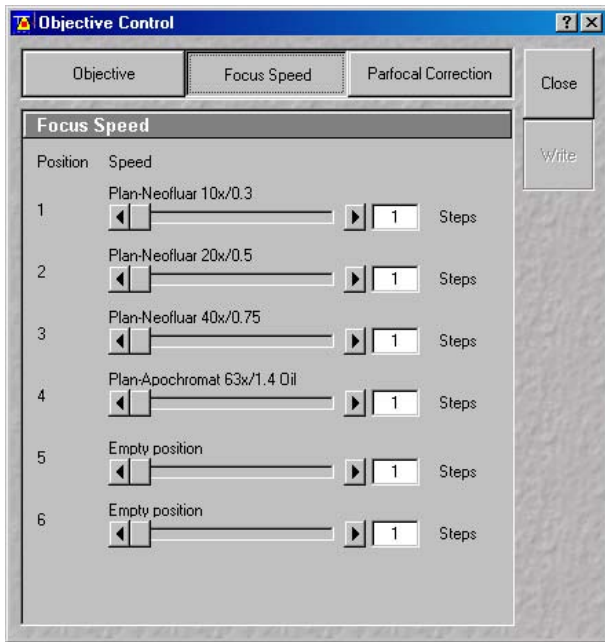 Objective Control
Objective Focus Speed Parfocal Correction Close
Write
Focus Speed
Position Speed
Plan-Neofluar 10x/0.3
1 1 Steps
Plan-Neofluar 20x/0.5
2 1 Steps
Plan-Neofluar 40x/0.75
3 1 Steps
Plan-Apochromat 63x/1.4 Oil
4 1 Steps
Empty position
5 1 Steps
Empty position
6 1 Steps